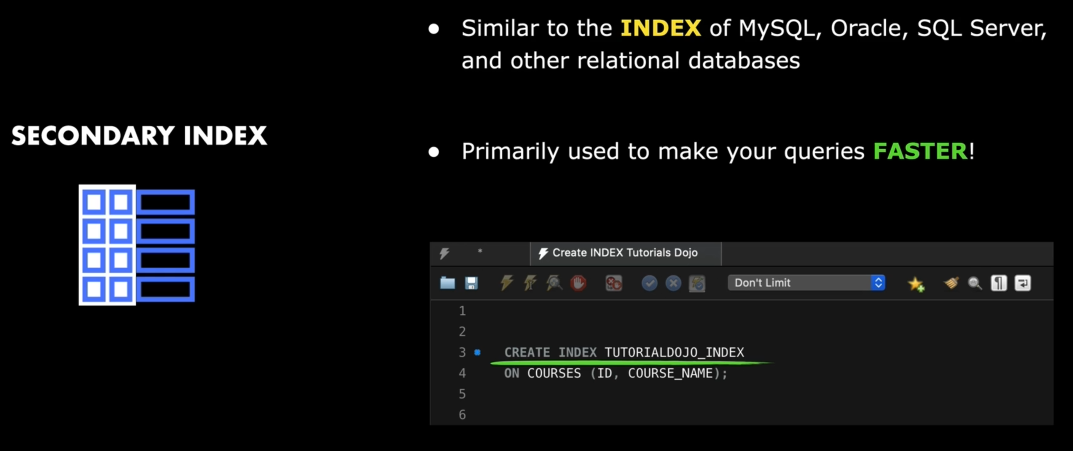 ● Similar to the INDEX of MySQL, Oracle, SQL Server,
and other relational databases
SECONDARY INDEX
● Primarily used to make your queries FASTER!
* Create INDEX Tutorials Dojo
Don't Limit
1
2
3 CREATE INDEX TUTORIALDOJO_INDEX
4 ON COURSES (ID, COURSE_NAME);
5
6